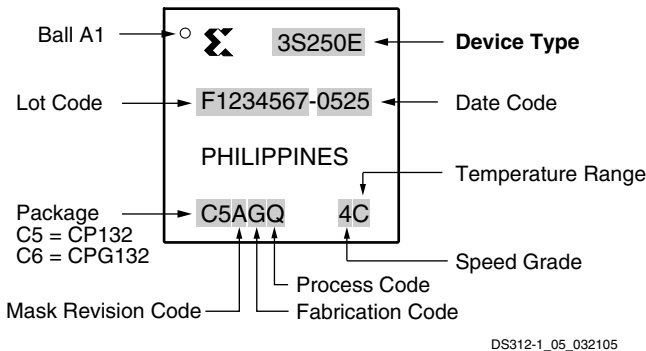 Ball A1
3S250E
Device Type
Lot Code
F1234567-0525
Date Code
PHILIPPINES
Temperature Range
Package
C5 = CP132
C6 = CPG132
C5AGQ
4C
Speed Grade
Process Code
Mask Revision Code
Fabrication Code
DS312-1_05_032105